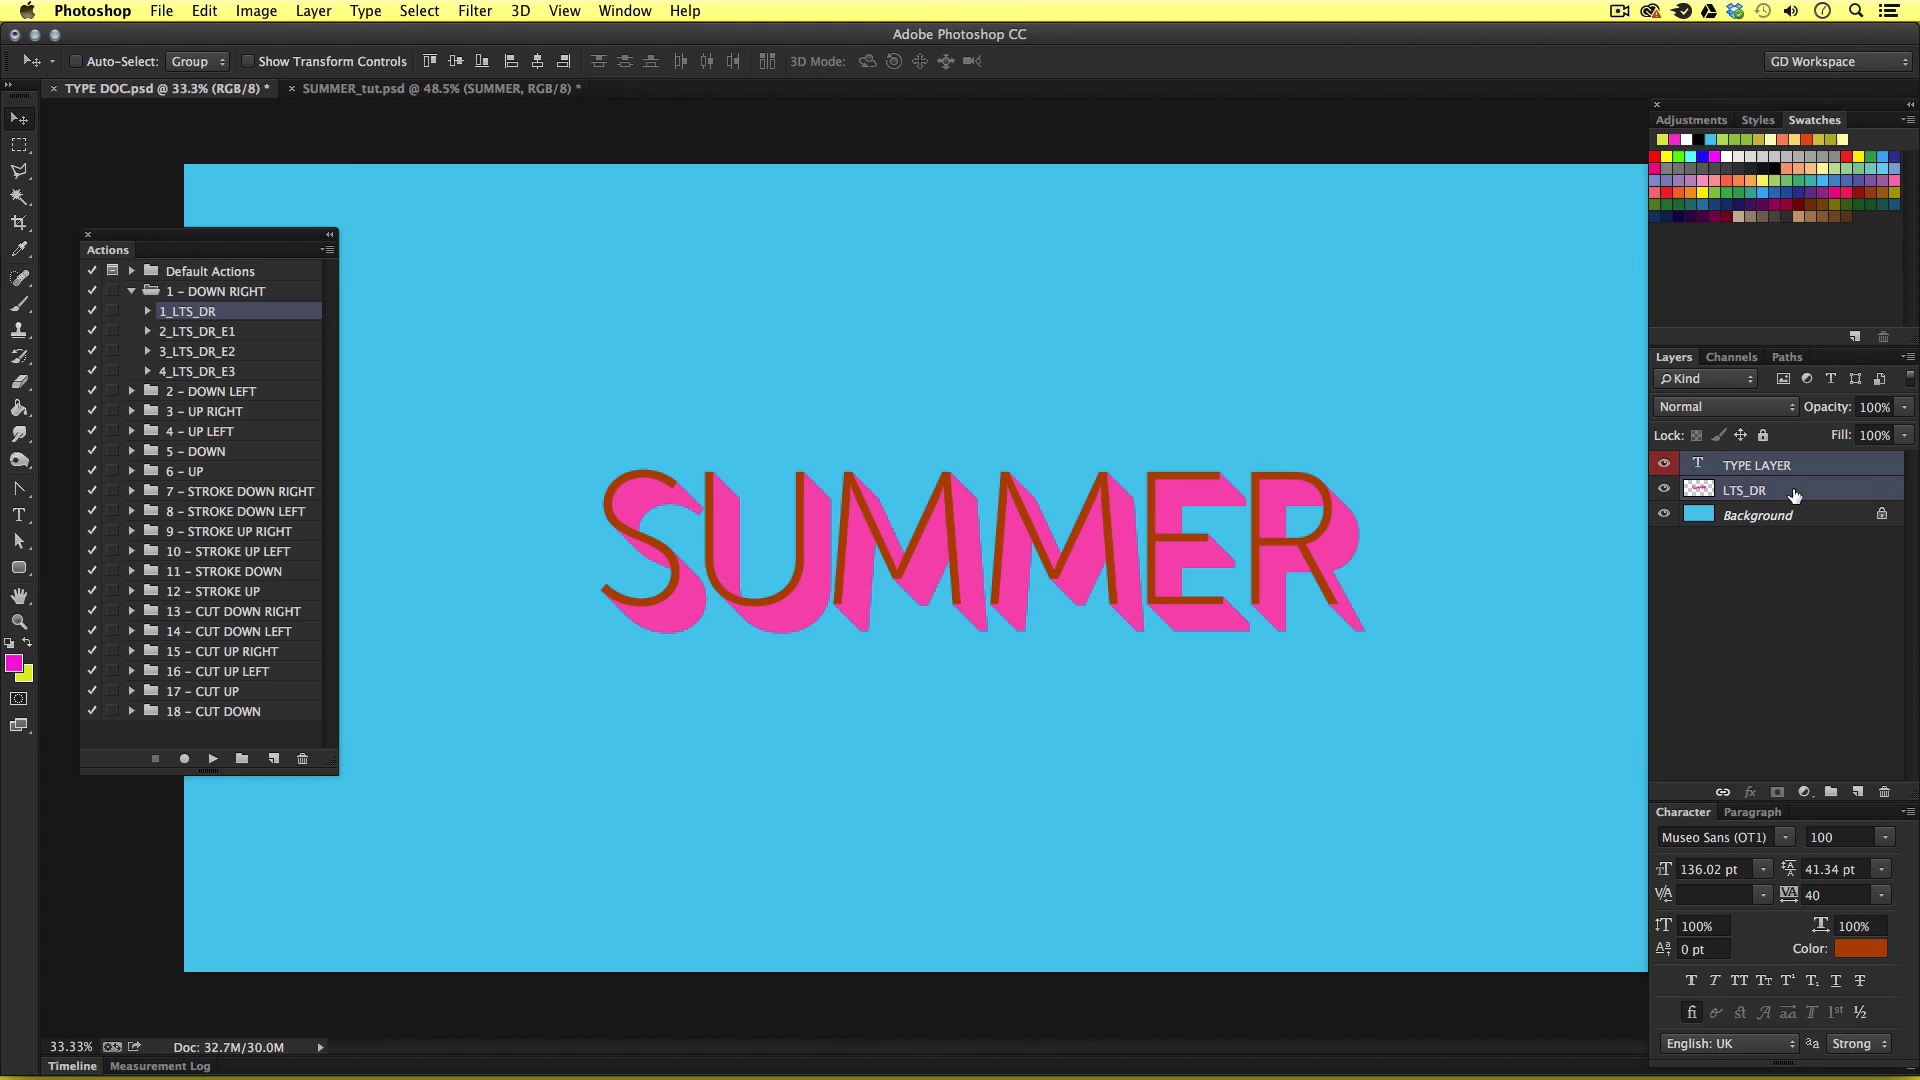 Photoshop File Edit Image Layer Type Select Filter 3D View Window Help
Adobe Photoshop CC
Auto-Select: Group Show Transform Controls 3D Mode: GD Workspace
TYPE DOC.psd @ 33.3% (RGB/8) * SUMMER_tut.psd @ 48.5% (SUMMER, RGB/8) *
Adjustments Styles Swatches
Actions
Default Actions
1 - DOWN RIGHT
1_LTS_DR
2_LTS_DR_E1
3_LTS_DR_E2
4_LTS_DR_E3
2 - DOWN LEFT
3 - UP RIGHT
4 - UP LEFT
5 - DOWN
6 - UP
7 - STROKE DOWN RIGHT
8 - STROKE DOWN LEFT
9 - STROKE UP RIGHT
10 - STROKE UP LEFT
11 - STROKE DOWN
12 - STROKE UP
13 - CUT DOWN RIGHT
14 - CUT DOWN LEFT
15 - CUT UP RIGHT
16 - CUT UP LEFT
17 - CUT UP
18 - CUT DOWN
SUMMER
Layers Channels Paths
Kind
Normal Opacity: 100%
Lock: Fill: 100%
TYPE LAYER
LTS_DR
Background
Character Paragraph
Museo Sans (OT1) 100
136.02 pt 41.34 pt
40
100% 100%
0 pt Color:
English: UK aa Strong
33.33% Doc: 32.7M/30.0M
Timeline Measurement Log